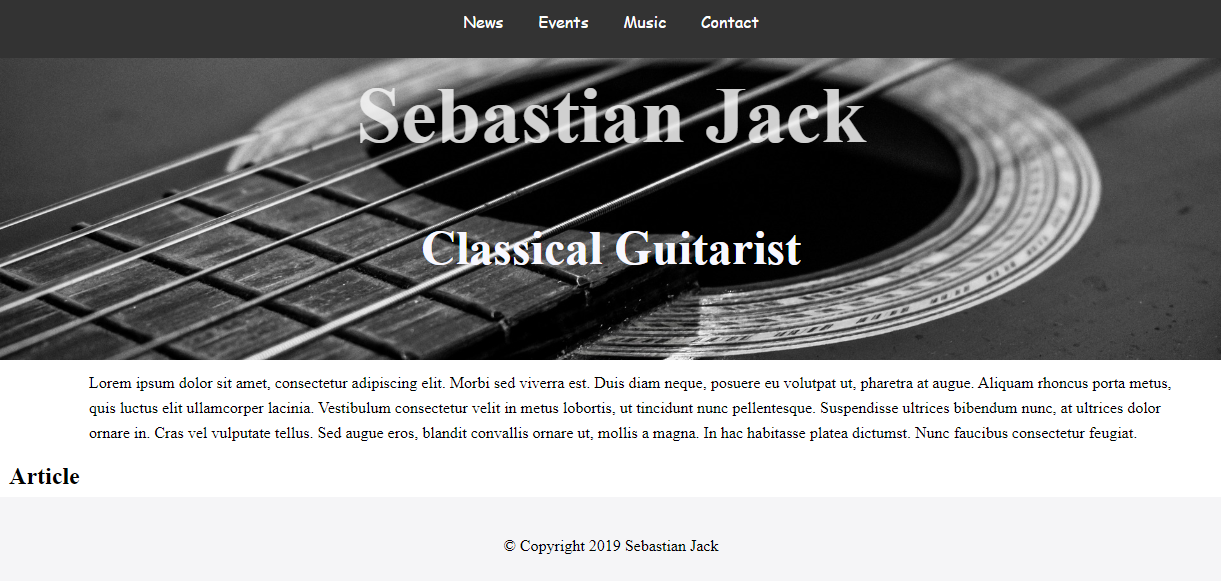 News Events Music Contact
Sebastian Jack
Classical Guitarist
Lorem ipsum dolor sit amet, consectetur adipiscing elit. Morbi sed viverra est. Duis diam neque, posuere eu volutpat ut, pharetra at augue. Aliquam rhoncus porta metus,
quis luctus elit ullamcorper lacinia. Vestibulum consectetur velit in metus lobortis, ut tincidunt nunc pellentesque. Suspendisse ultrices bibendum nunc, at ultrices dolor
ornare in. Cras vel vulputate tellus. Sed augue eros, blandit convallis ornare ut, mollis a magna. In hac habitasse platea dictumst. Nunc faucibus consectetur feugiat.
Article
© Copyright 2019 Sebastian Jack